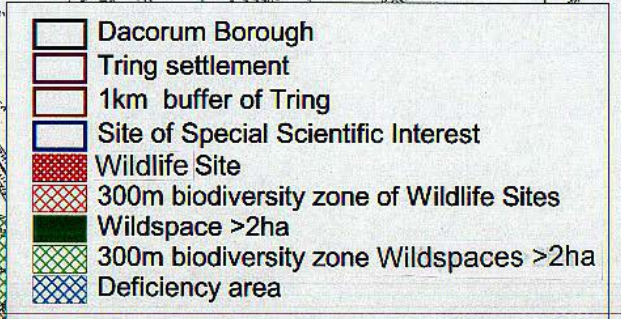 Dacorum Borough
Tring settlement
1km buffer of Tring
Site of Special Scientific Interest
Wildlife Site
300m biodiversity zone of Wildlife Sites
Wildspace >2ha
300m biodiversity zone Wildspaces >2ha
Deficiency area